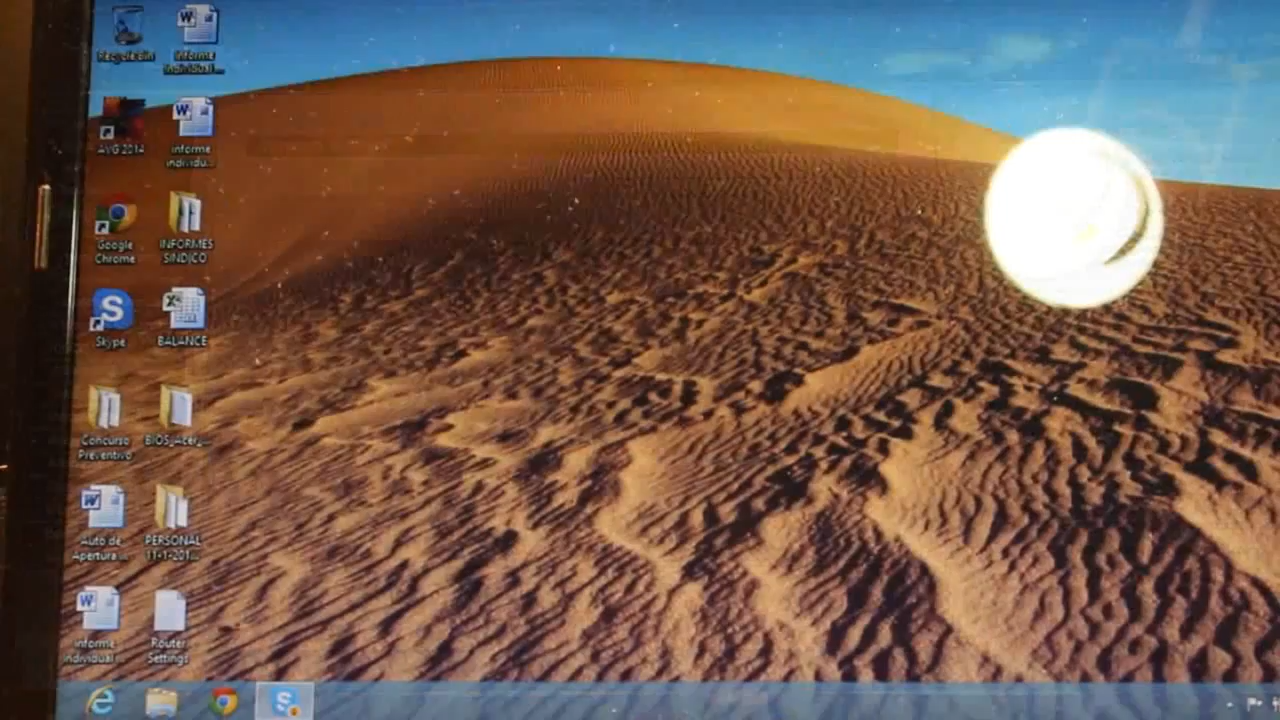 Recycle Bin
informe
individual...
AVG 2014
informe
individu...
Google
Chrome
INFORMES
SINDICO
Skype
BALANCE
Concurso
Preventivo
BIOS_Acer_...
Auto de
Apertura ...
PERSONAL
11-1-201...
informe
individual ...
Router
Settings